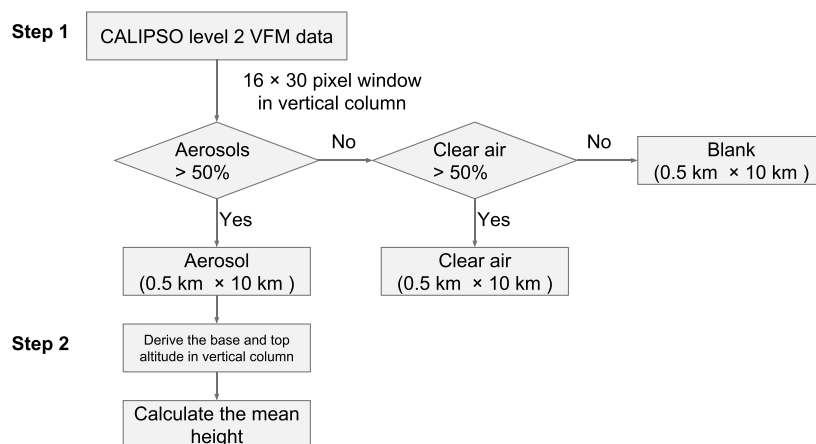 Step 1
CALIPSO level 2 VFM data
16 × 30 pixel window
in vertical column
Aerosols
> 50%
No
Clear air
> 50%
No
Blank
(0.5 km × 10 km )
Yes
Yes
Aerosol
(0.5 km × 10 km )
Clear air
(0.5 km × 10 km )
Step 2
Derive the base and top
altitude in vertical column
Calculate the mean
height